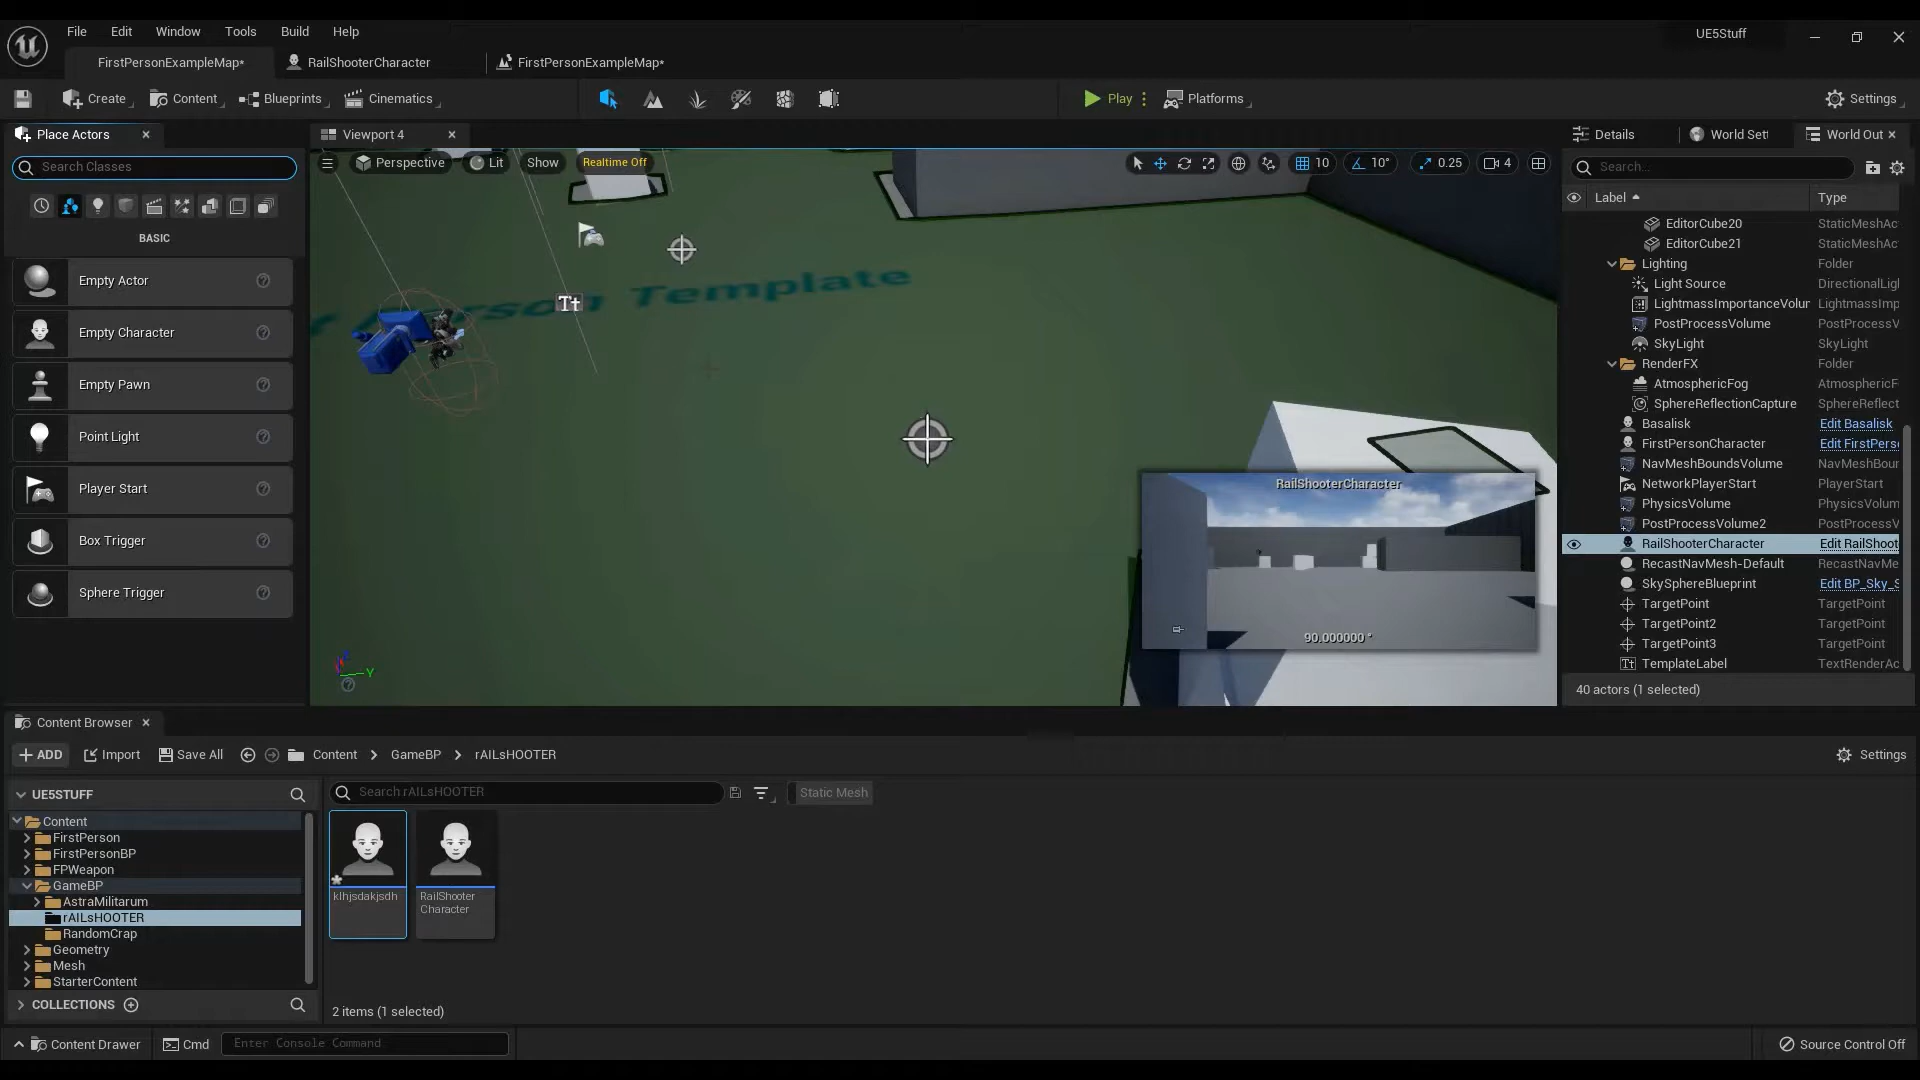 File Edit Window Tools Build Help UE5Stuff
FirstPersonExampleMap* RailShooterCharacter FirstPersonExampleMap*
Create Content Blueprints Cinematics Play Platforms Settings
Place Actors Viewport 4 Details World Set World Out
Search Classes
Perspective Lit Show Realtime Off 10 10° 0.25 4
Search...
Label Type
BASIC
Empty Actor
Empty Character
Empty Pawn
Point Light
Player Start
Box Trigger
Sphere Trigger
Person Template
Tt
RailShooterCharacter
90.000000 °
Y
EditorCube20 StaticMeshAc
EditorCube21 StaticMeshAc
Lighting Folder
Light Source DirectionalLigh
LightmassImportanceVolum LightmassImp
PostProcessVolume PostProcessV
SkyLight SkyLight
RenderFX Folder
AtmosphericFog AtmosphericF
SphereReflectionCapture SphereReflect
Basalisk Edit Basalisk
FirstPersonCharacter Edit FirstPerso
NavMeshBoundsVolume NavMeshBoun
NetworkPlayerStart PlayerStart
PhysicsVolume PhysicsVolum
PostProcessVolume2 PostProcessV
RailShooterCharacter Edit RailShoot
RecastNavMesh-Default RecastNavMe
SkySphereBlueprint Edit BP_Sky_S
TargetPoint TargetPoint
TargetPoint2 TargetPoint
TargetPoint3 TargetPoint
Tt TemplateLabel TextRenderAc
40 actors (1 selected)
Content Browser
ADD Import Save All Content GameBP rAILsHOOTER Settings
UE5STUFF
Search rAILsHOOTER Static Mesh
Content
FirstPerson
FirstPersonBP
FPWeapon
GameBP
AstraMilitarum
rAILsHOOTER
RandomCrap
Geometry
Mesh
StarterContent
COLLECTIONS
klhjsdakjsdh
RailShooter
Character
2 items (1 selected)
Content Drawer Cmd Enter Console Command Source Control Off